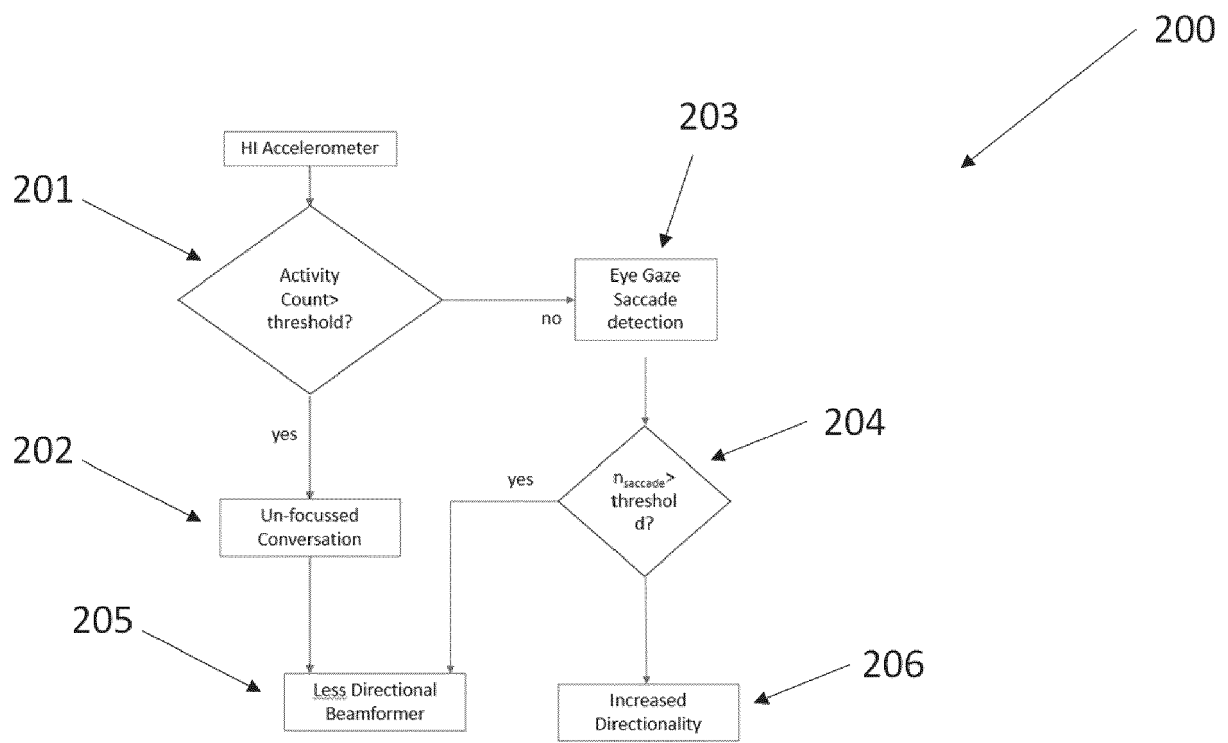 200
203
HI Accelerometer
201
Activity
Count>
threshold?
no
Eye Gaze
Saccade
detection
yes
202
204
yes
nsaccade>
threshol
d?
Un-focussed
Conversation
205
206
Less Directional
Beamformer
Increased
Directionality